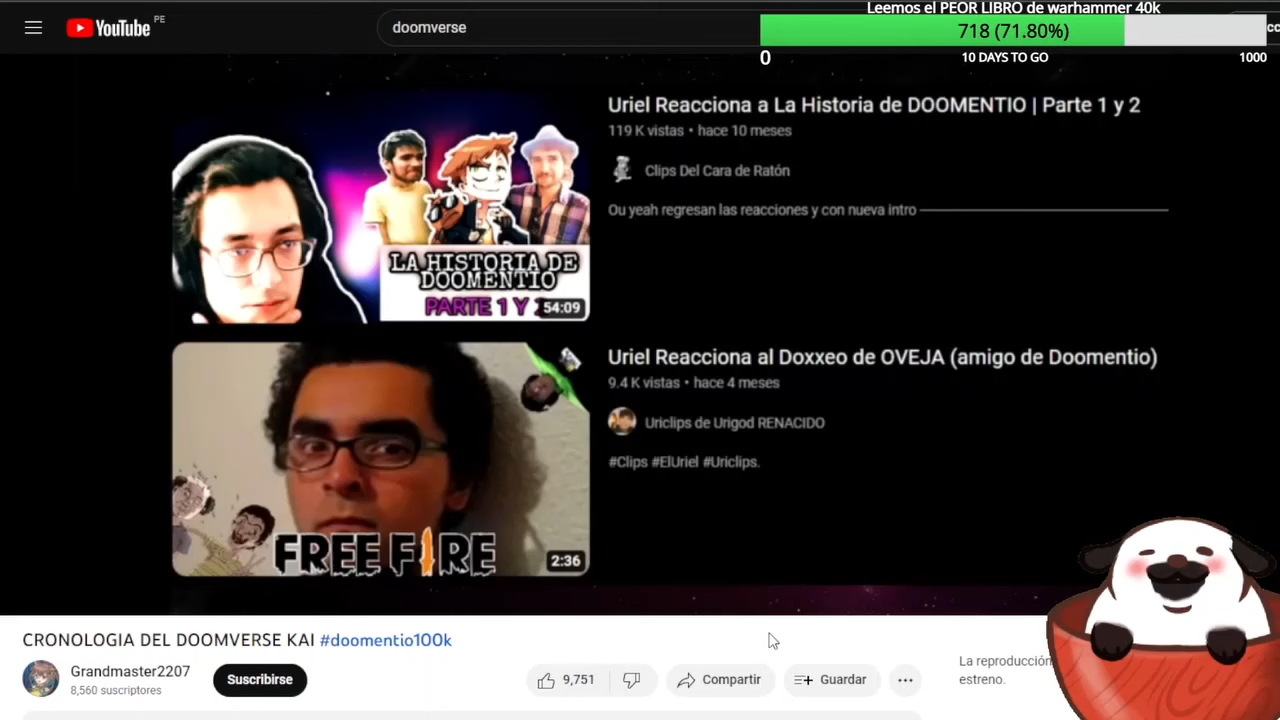 Leemos el PEOR LIBRO de warhammer 40k
YouTube PE
doomverse
718 (71.80%)
cc
0
10 DAYS TO GO
1000
Uriel Reacciona a La Historia de DOOMENTIO | Parte 1 y 2
119 K vistas • hace 10 meses
Clips Del Cara de Ratón
Ou yeah regresan las reacciones y con nueva intro
LA HISTORIA DE
DOOMENTIO
PARTE 1 Y
54:09
Uriel Reacciona al Doxxeo de OVEJA (amigo de Doomentio)
9.4 K vistas • hace 4 meses
Uriclips de Urigod RENACIDO
#Clips #ElUriel #Uriclips.
FREE FIRE
2:36
CRONOLOGIA DEL DOOMVERSE KAI #doomentio100k
Grandmaster2207
8,560 suscriptores
Suscribirse
9,751
Compartir
Guardar
La reproducción
estreno.